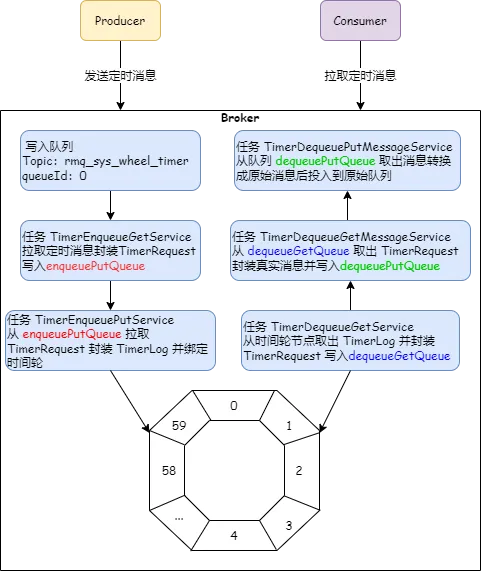 Producer
Consumer
发送定时消息
拉取定时消息
Broker
写入队列
Topic: rmq_sys_wheel_timer
queueId: 0
任务 TimerDequeuePutMessageService
从队列 dequeuePutQueue 取出消息转换
成原始消息后投入到原始队列
任务 TimerEnqueueGetService
拉取定时消息封装TimerRequest
写入enqueuePutQueue
任务 TimerDequeueGetMessageService
从 dequeueGetQueue 取出 TimerRequest
封装真实消息并写入dequeuePutQueue
任务 TimerEnqueuePutService
从 enqueuePutQueue 拉取
TimerRequest 封装 TimerLog 并绑定
时间轮
任务 TimerDequeueGetService
从时间轮节点取出 TimerLog 并封装
TimerRequest 写入dequeueGetQueue
0
59
1
58
2
...
3
4